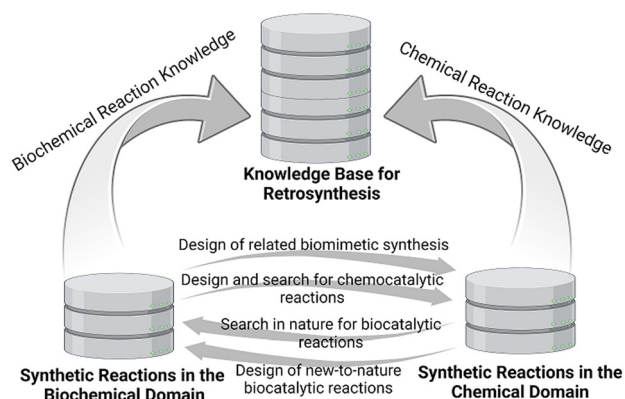 Biochemical Reaction Knowledge
Chemical Reaction Knowledge
Knowledge Base for
Retrosynthesis
Design of related biomimetic synthesis
Design and search for chemocatalytic
reactions
Search in nature for biocatalytic
reactions
Design of new-to-nature
biocatalytic reactions
Synthetic Reactions in the
Biochemical Domain
Synthetic Reactions in the
Chemical Domain